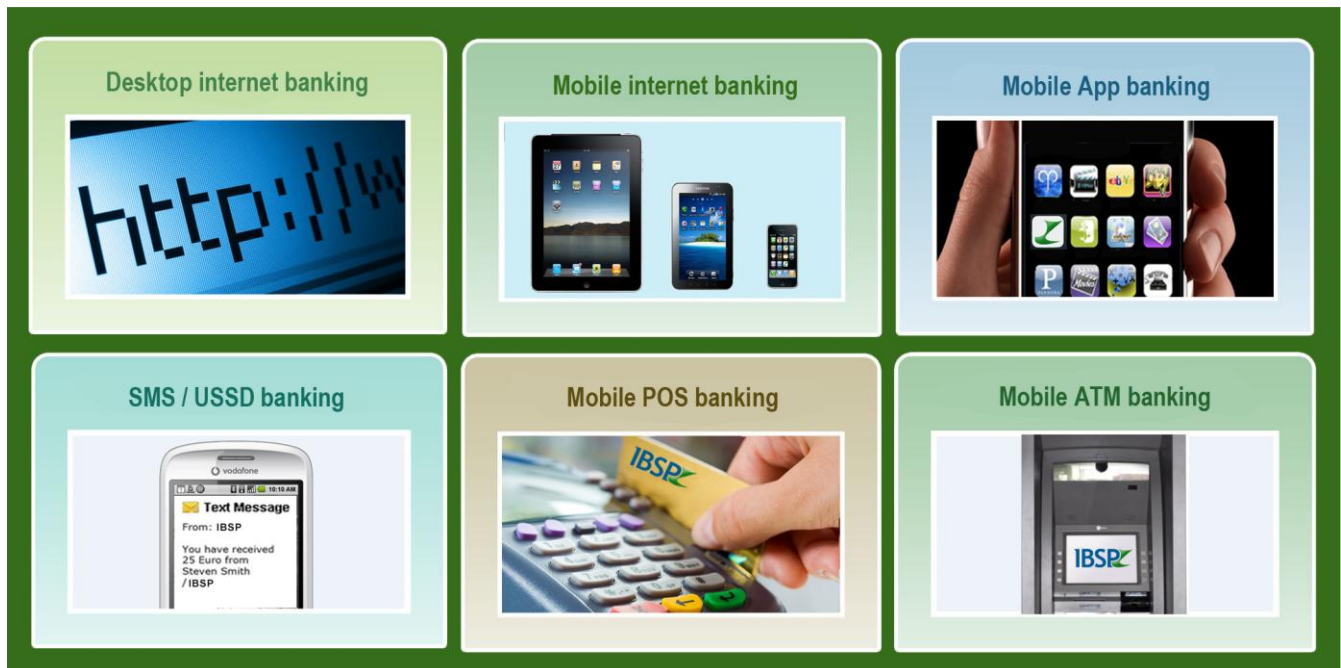 Desktop internet banking
http://w
Mobile internet banking
Mobile App banking
ebY
P
Movies
SMS / USSD banking
vodafone
10:10 AM
Text Message
From: IBSP
You have received
25 Euro from
Steven Smith
/IBSP
Mobile POS banking
IBSP
Mobile ATM banking
IBSP